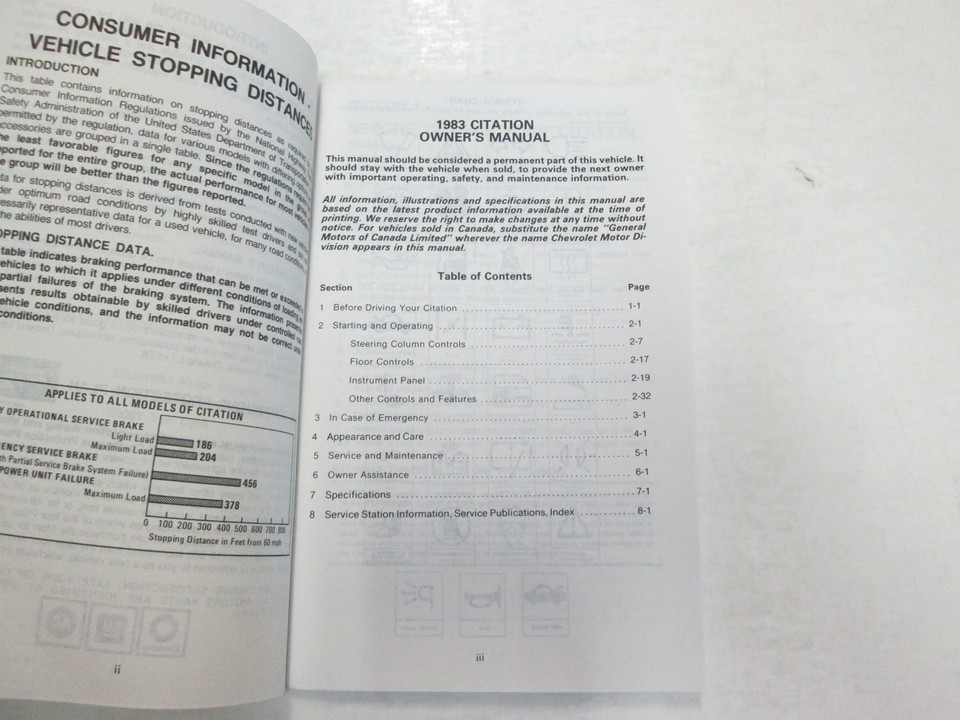 CONSUMER INFORMATION -
VEHICLE STOPPING DISTANCES
INTRODUCTION
This table contains information on stopping distances as required
Consumer Information Regulations issued by the National Highway
Safety Administration of the United States Department of
permitted by the regulation, data for various models with differing
accessories are grouped in a single table. Since the regulations
the least favorable figures for any specific model in the group
reported for the entire group, the actual performance for most
group will be better than the figures reported.
for stopping distances is derived from tests conducted with new
optimum road conditions by highly skilled test drivers and
necessarily representative data for a used vehicle, for many road conditions
the abilities of most drivers.
STOPPING DISTANCE DATA.
table indicates braking performance that can be met or exceeded
vehicles to which it applies under different conditions of loading
partial failures of the braking system. The information
results obtainable by skilled drivers under controlled
vehicle conditions, and the information may not be correct under
conditions.
APPLIES TO ALL MODELS OF CITATION
Y OPERATIONAL SERVICE BRAKE
Light Load 186
Maximum Load 204
ENCY SERVICE BRAKE
th Partial Service Brake System Failure) 456
POWER UNIT FAILURE
Maximum Load 378
0 100 200 300 400 500 600 700 800
Stopping Distance in Feet from 60 mph
ii
1983 CITATION
OWNER'S MANUAL
This manual should be considered a permanent part of this vehicle. It
should stay with the vehicle when sold, to provide the next owner
with important operating, safety, and maintenance information.
All information, illustrations and specifications in this manual are
based on the latest product information available at the time of
printing. We reserve the right to make changes at any time without
notice. For vehicles sold in Canada, substitute the name "General
Motors of Canada Limited" wherever the name Chevrolet Motor Di-
vision appears in this manual.
Table of Contents
Section Page
1 Before Driving Your Citation 1-1
2 Starting and Operating 2-1
Steering Column Controls 2-7
Floor Controls 2-17
Instrument Panel 2-19
Other Controls and Features 2-32
3 In Case of Emergency 3-1
4 Appearance and Care 4-1
5 Service and Maintenance 5-1
6 Owner Assistance 6-1
7 Specifications 7-1
8 Service Station Information, Service Publications, Index 8-1
iii